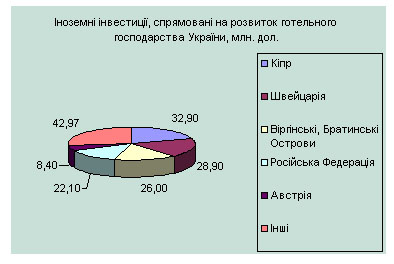 Іноземні інвестиції, спрямовані на розвиток готельного
господарства України, млн. дол.
42,97
32,90
8,40
28,90
22,10
26,00
Кіпр
Швейцарія
Віргінські, Братинські
Острови
Російська Федерація
Австрія
Інші